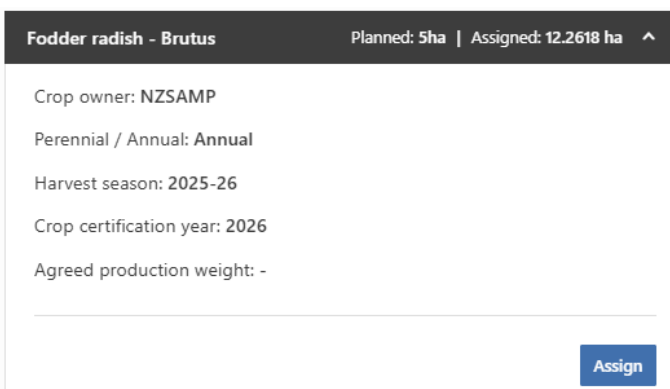 Fodder radish - Brutus Planned: 5ha | Assigned: 12.2618 ha
Crop owner: NZSAMP
Perennial / Annual: Annual
Harvest season: 2025-26
Crop certification year: 2026
Agreed production weight: -
Assign